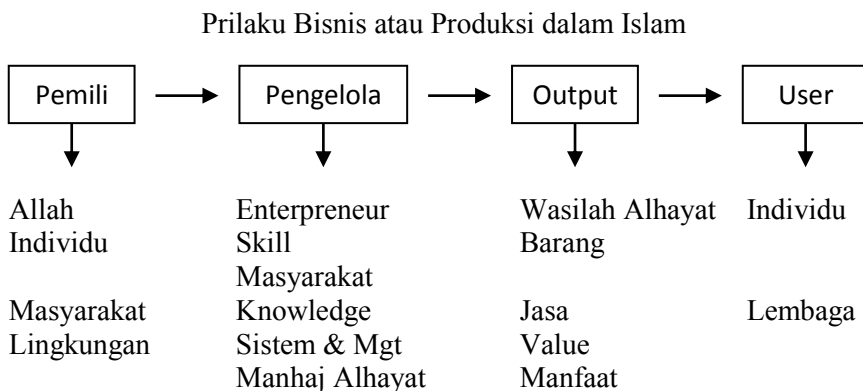 Prilaku Bisnis atau Produksi dalam Islam
Pemili
Pengelola
Output
User
Allah
Individu
Masyarakat
Lingkungan
Enterpreneur
Skill
Masyarakat
Knowledge
Sistem & Mgt
Manhaj Alhayat
Wasilah Alhayat
Barang
Jasa
Value
Manfaat
Individu
Lembaga